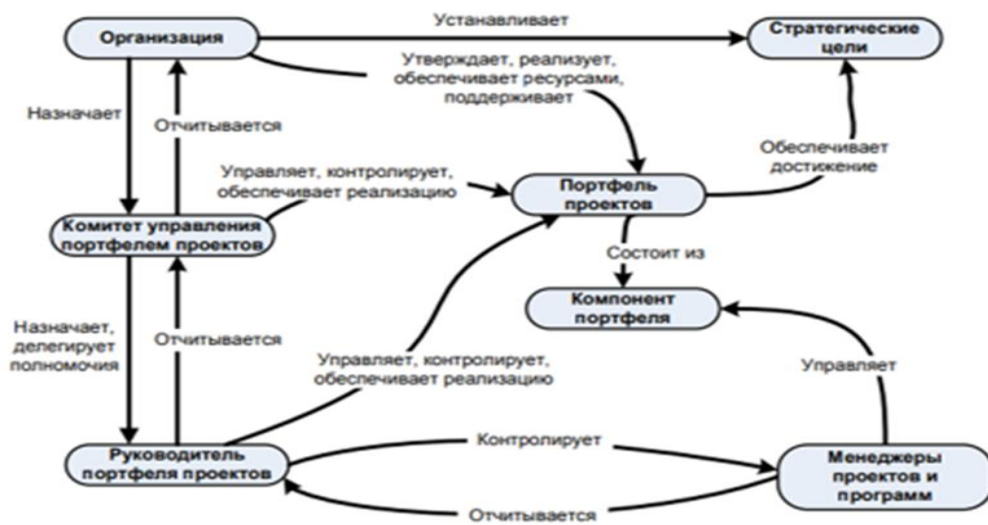 Устанавливает
Организация
Стратегические
цели
Утверждает, реализует,
обеспечивает ресурсами,
поддерживает
Назначает
Отчитывается
Обеспечивает
достижение
Управляет, контролирует,
обеспечивает реализацию
Портфель
проектов
Комитет управления
портфелем проектов
Состоит из
Компонент
портфеля
Назначает,
делегирует
полномочия
Отчитывается
Управляет, контролирует,
обеспечивает реализацию
Управляет
Руководитель
портфеля проектов
Контролирует
Менеджеры
проектов и
программ
Отчитывается